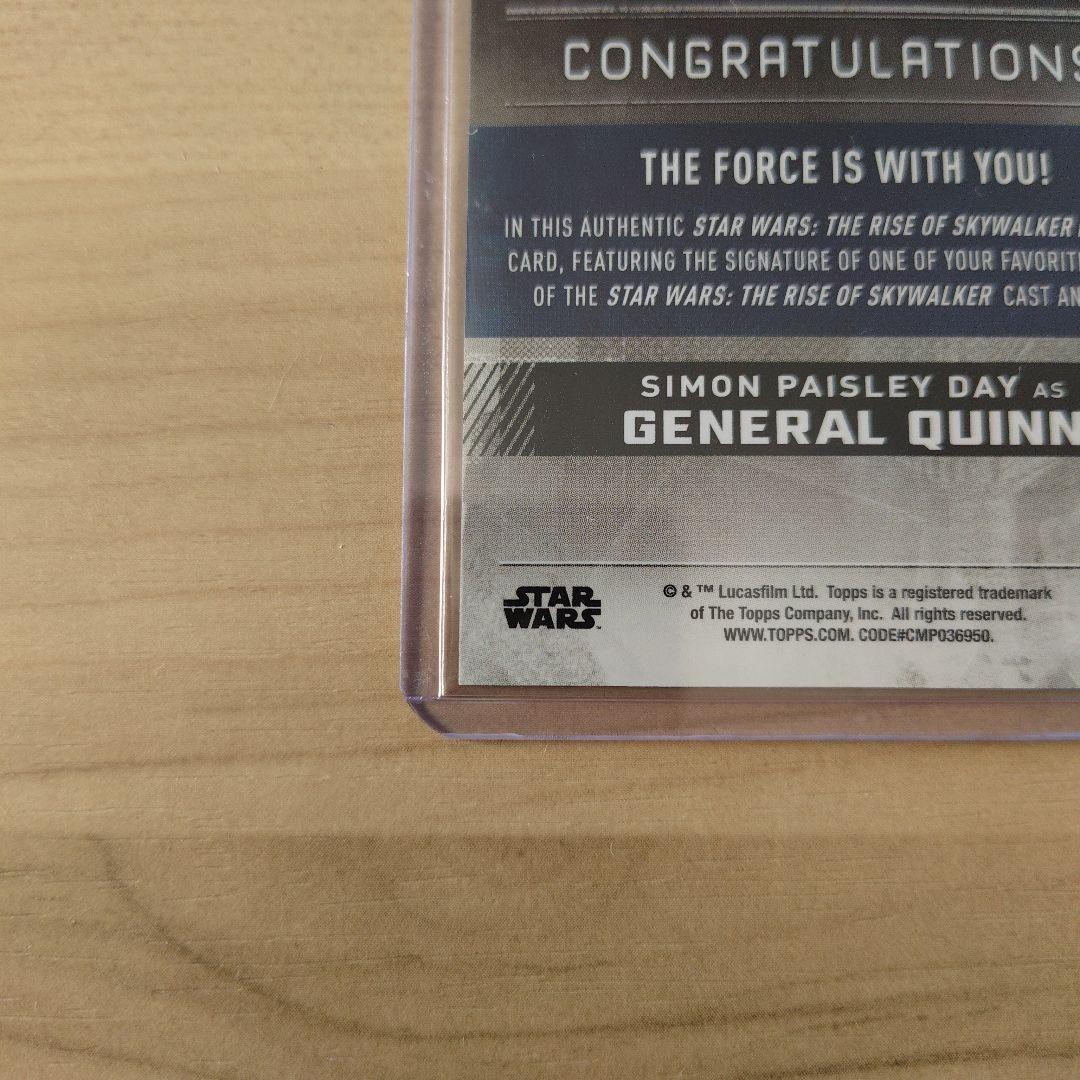 CONGRATULATIONS
THE FORCE IS WITH YOU!
IN THIS AUTHENTIC STAR WARS: THE RISE OF SKYWALKER
CARD, FEATURING THE SIGNATURE OF ONE OF YOUR FAVORIT
OF THE STAR WARS: THE RISE OF SKYWALKER CAST AN
SIMON PAISLEY DAY AS
GENERAL QUINN
STAR
WARS
© & ™ Lucasfilm Ltd. Topps is a registered trademark
of The Topps Company, Inc. All rights reserved.
WWW.TOPPS.COM. CODE#CMP036950.